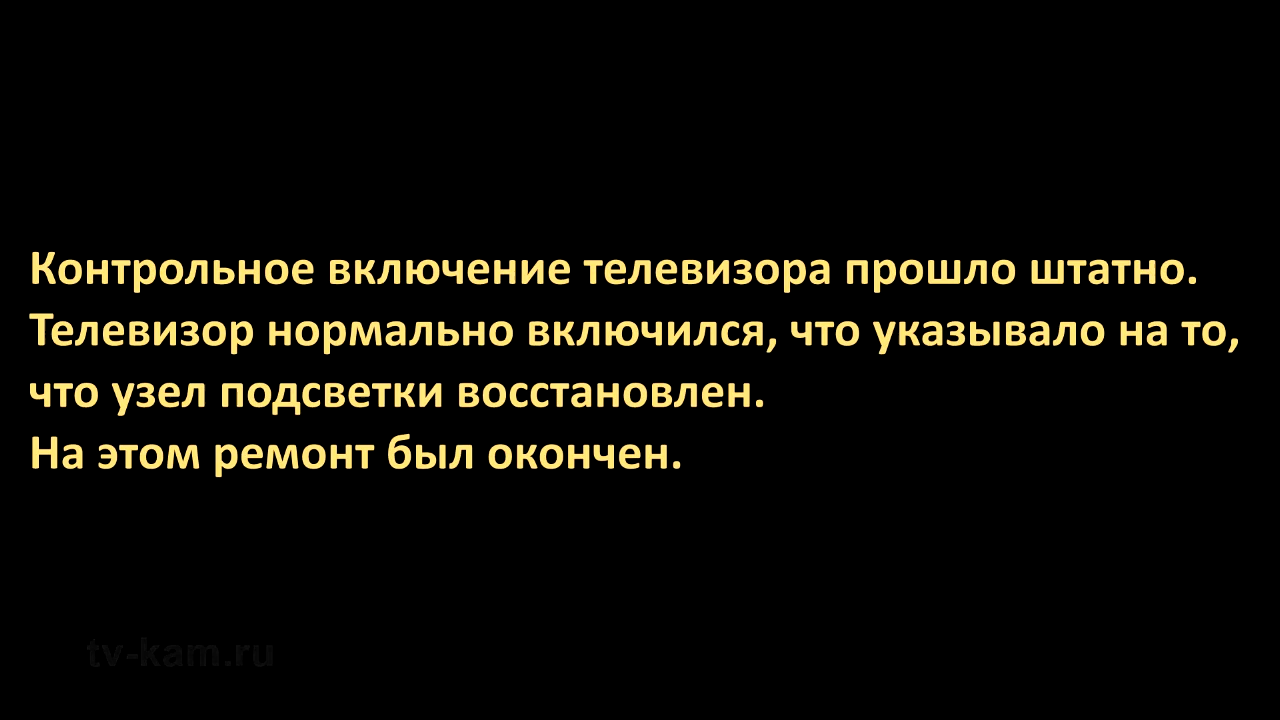 Контрольное включение телевизора прошло штатно.
Телевизор нормально включился, что указывало на то,
что узел подсветки восстановлен.
На этом ремонт был окончен.
tv-kam.ru